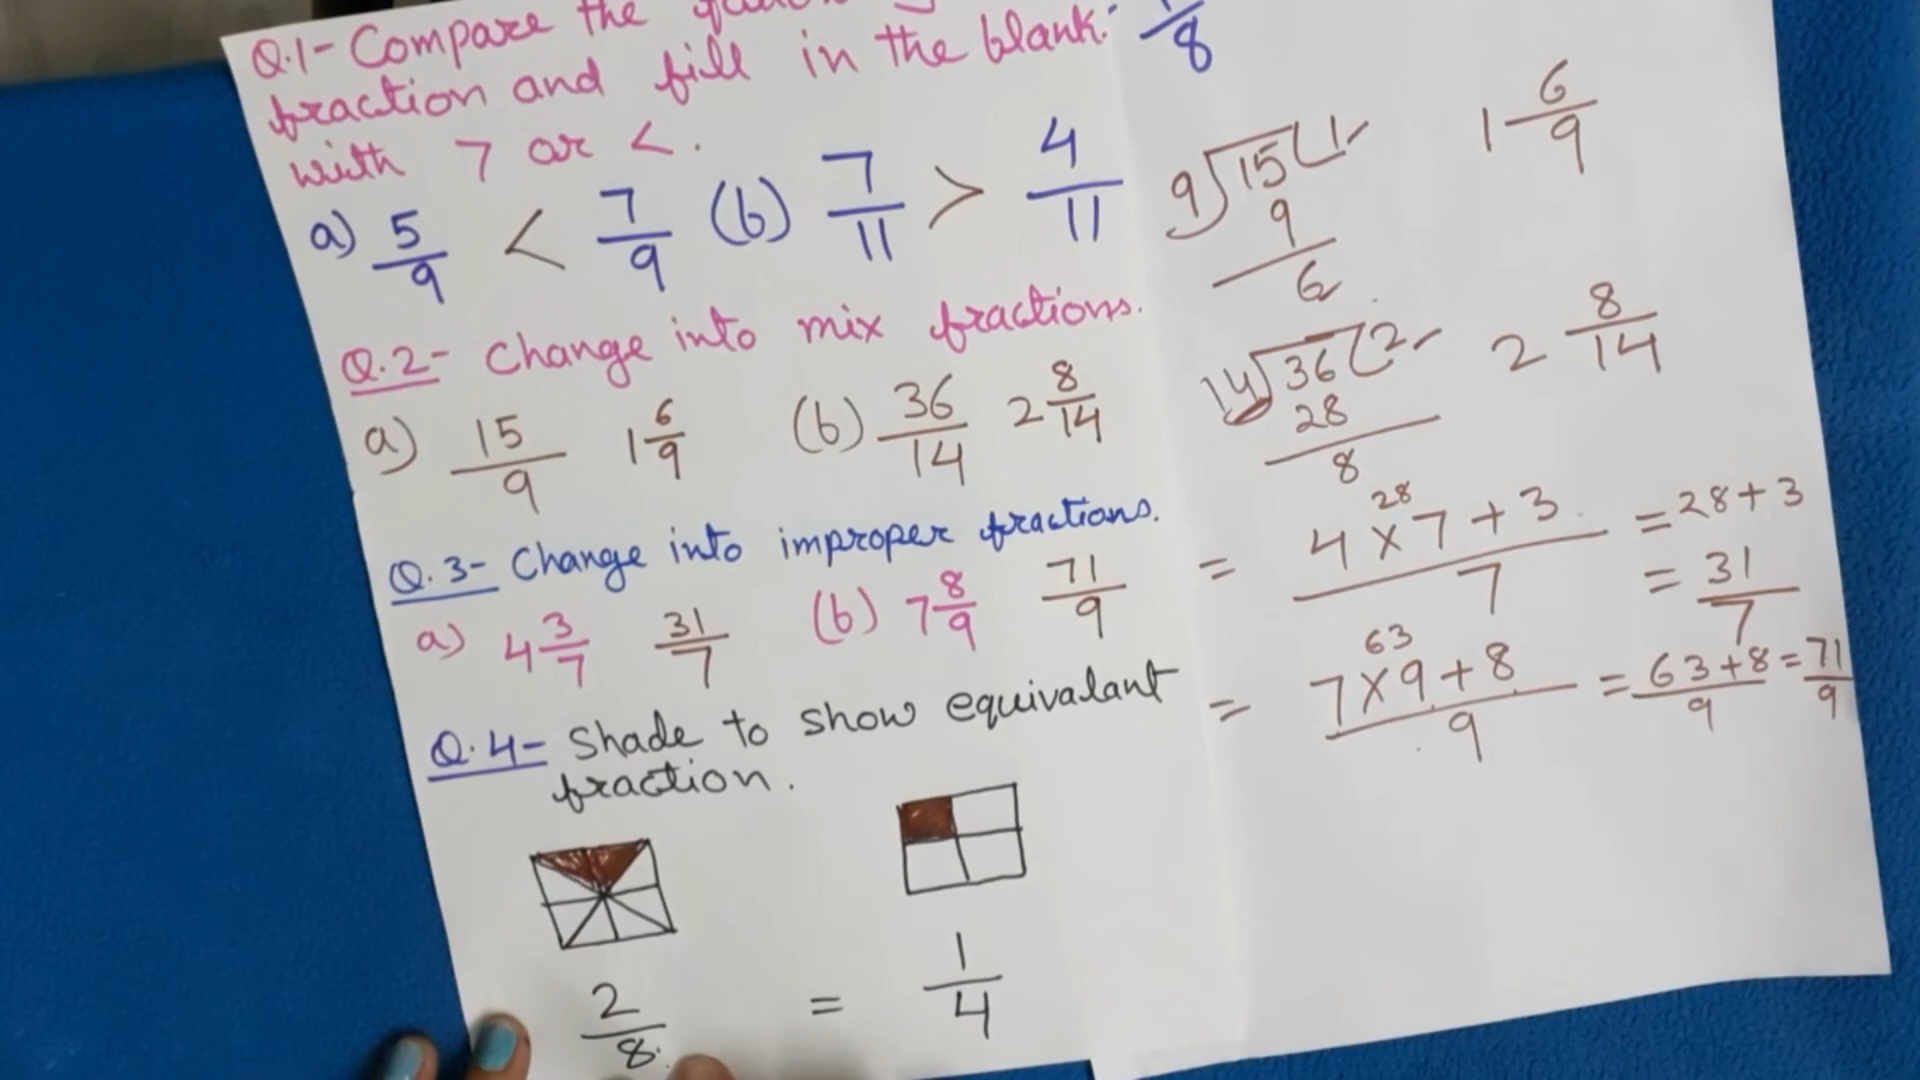 Q.1- Compare the
fraction and fill in the blank.
with 7 or <.
a) 5/9 < 7/9 (b) 7/11 > 4/11
Q.2- Change into mix fractions.
a) 15/9 1 6/9 (b) 36/14 2 8/14
Q.3- Change into improper fractions.
a) 4 3/7 31/7 (b) 7 8/9 71/9
Q.4- Shade to show equivalant
fraction.
2/8 = 1/4
8
9 15 1
9
6
1 6/9
14 36 2
28
8
2 8/14
28
= 4 x 7 + 3 / 7 = 28 + 3
= 31/7
63
= 7 x 9 + 8 / 9 = 63 + 8 / 9 = 71/9